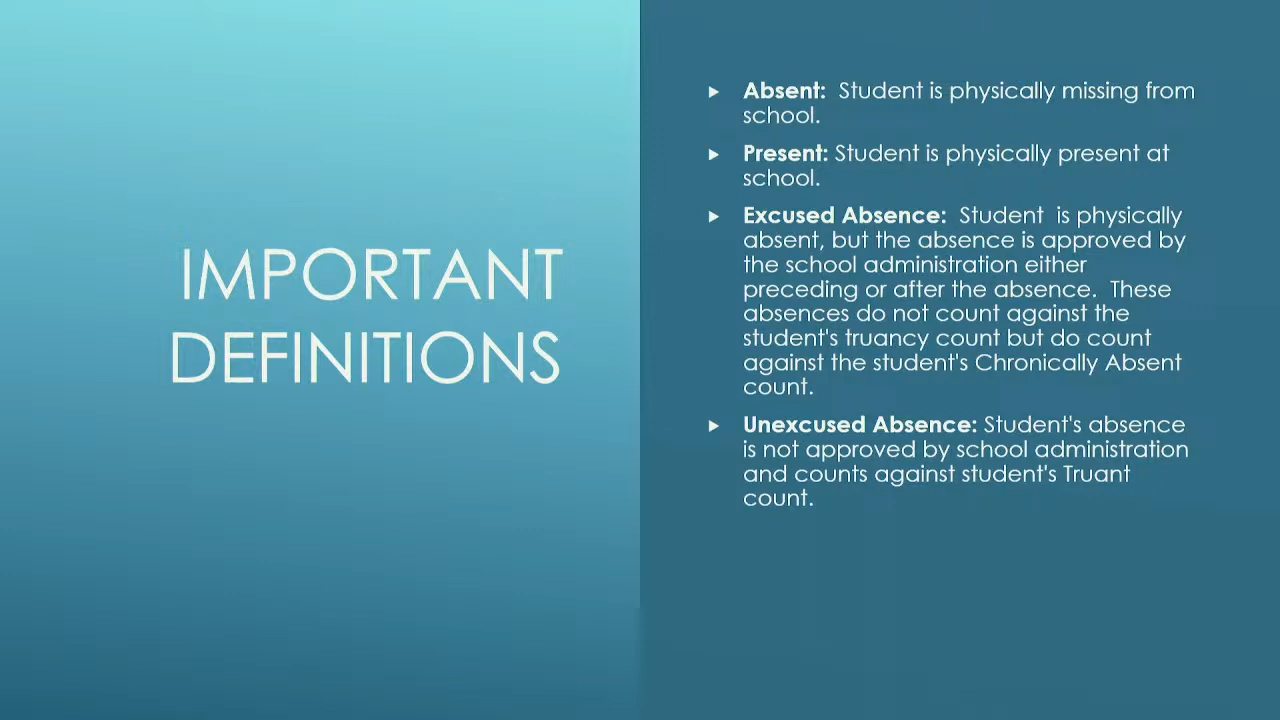 IMPORTANT
DEFINITIONS
Absent:  Student is physically missing from
school.
Present: Student is physically present at
school.
Excused Absence:  Student  is physically
absent, but the absence is approved by
the school administration either
preceding or after the absence.  These
absences do not count against the
student's truancy count but do count
against the student's Chronically Absent
count.
Unexcused Absence: Student's absence
is not approved by school administration
and counts against student's Truant
count.